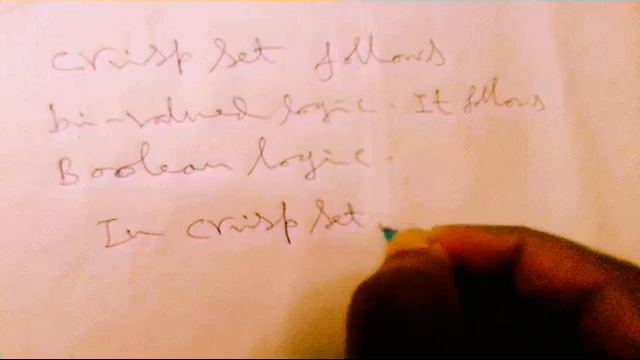 crisp set follows
bi-valued logic. It follows
Boolean logic.
In crisp set